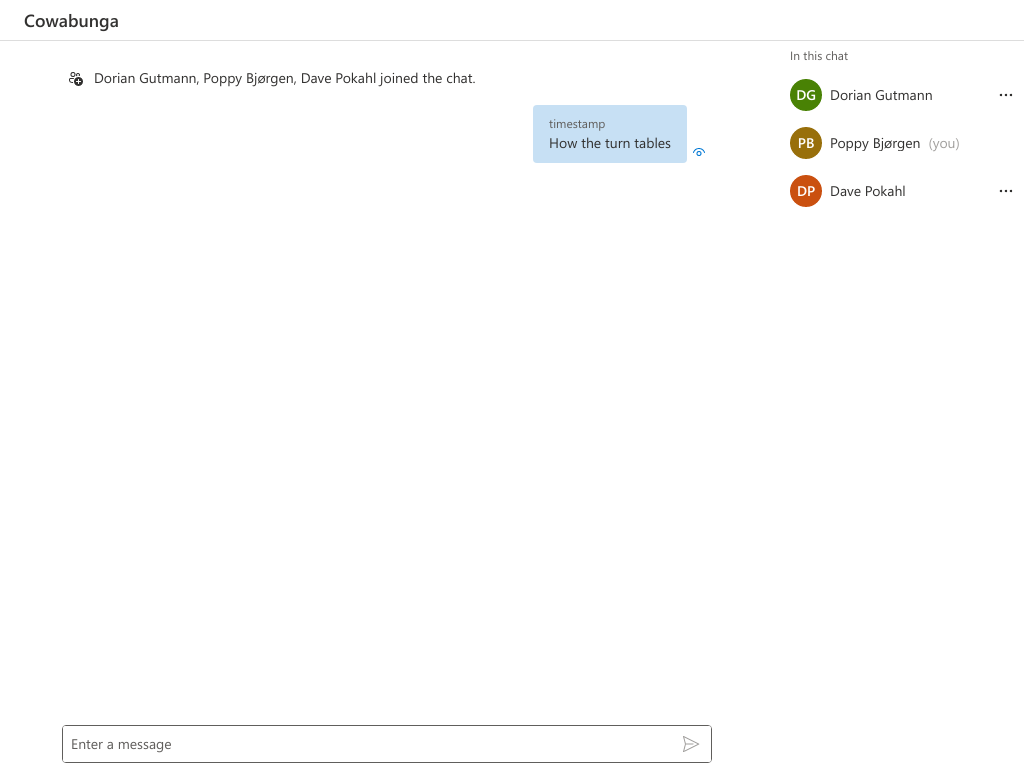 Cowabunga
In this chat
Dorian Gutmann, Poppy Bjørgen, Dave Pokahl joined the chat.
DG Dorian Gutmann
timestamp
How the turn tables
PB Poppy Bjørgen (you)
DP Dave Pokahl
Enter a message